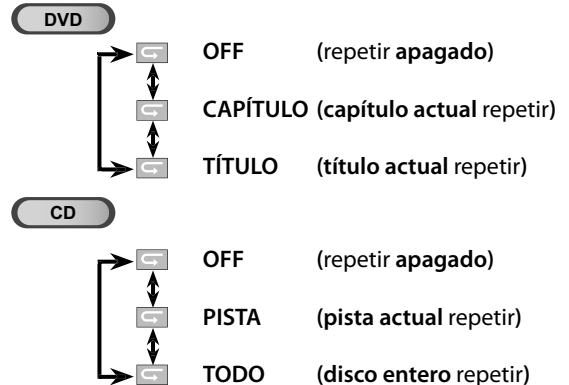 DVD
OFF (repetir apagado)
CAPÍTULO (capítulo actual repetir)
TÍTULO (título actual repetir)
CD
OFF (repetir apagado)
PISTA (pista actual repetir)
TODO (disco entero repetir)